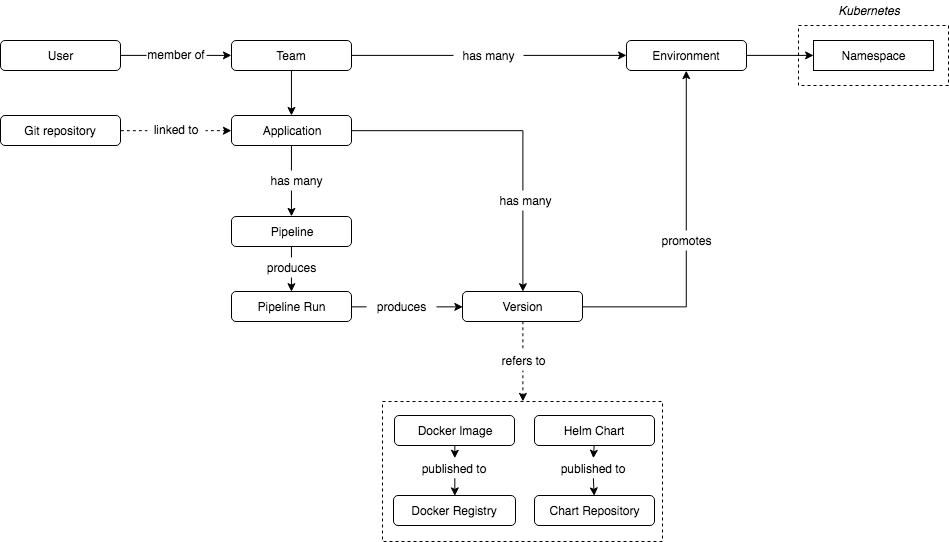 Kubernetes
User
member of
Team
has many
Environment
Namespace
Git repository
linked to
Application
has many
has many
Pipeline
promotes
produces
Pipeline Run
produces
Version
refers to
Docker Image
Helm Chart
published to
published to
Docker Registry
Chart Repository